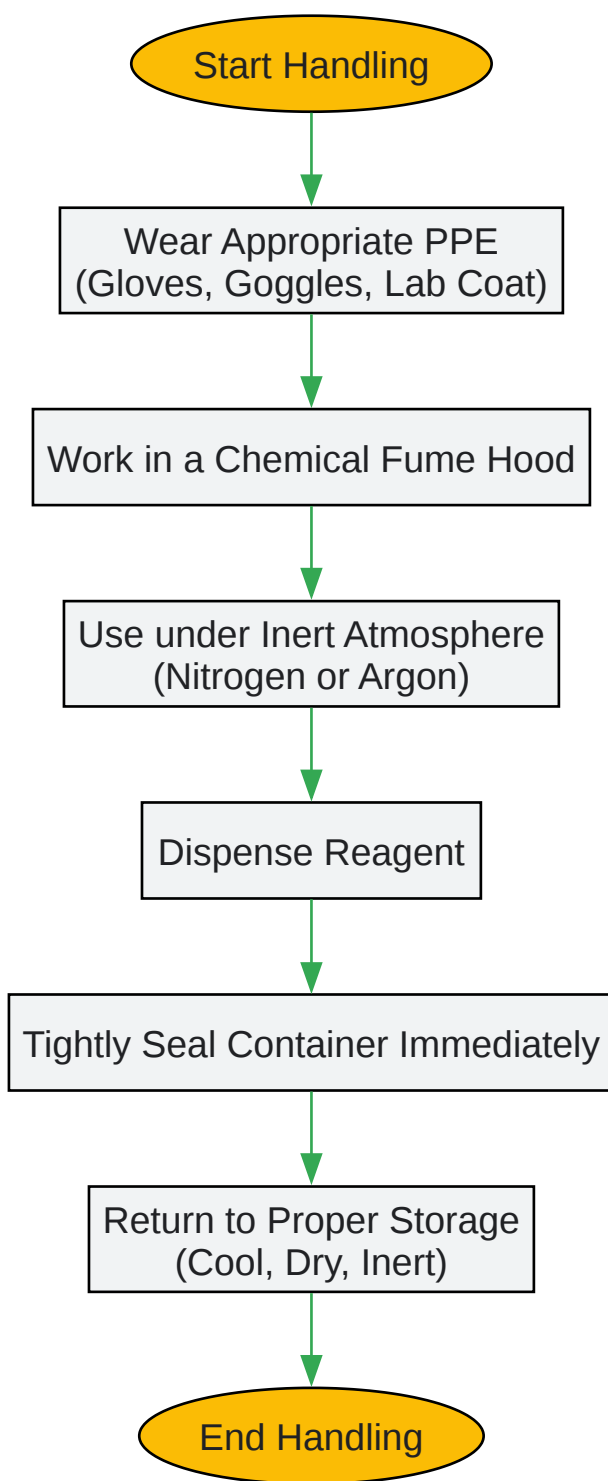 Start Handling
Wear Appropriate PPE
(Gloves, Goggles, Lab Coat)
Work in a Chemical Fume Hood
Use under Inert Atmosphere
(Nitrogen or Argon)
Dispense Reagent
Tightly Seal Container Immediately
Return to Proper Storage
(Cool, Dry, Inert)
End Handling